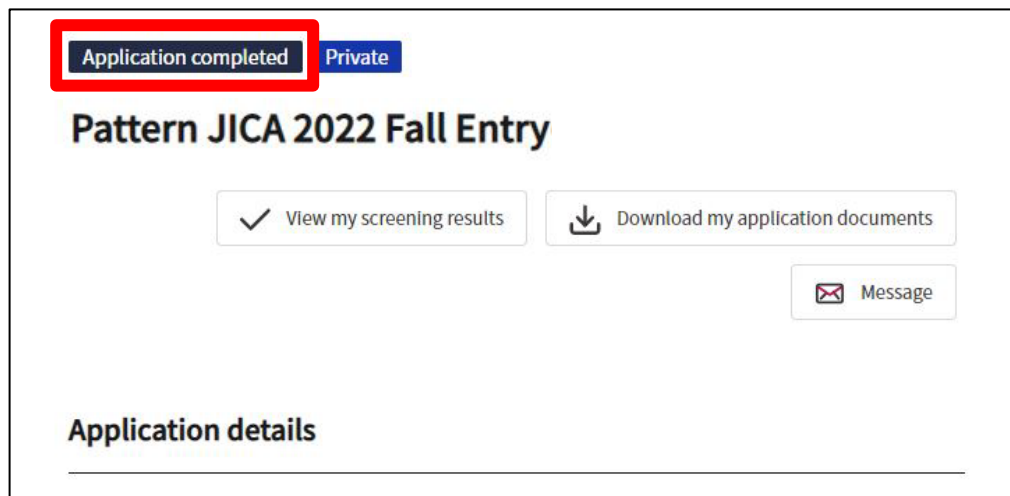 Application completed Private
Pattern JICA 2022 Fall Entry
View my screening results Download my application documents
Message
Application details